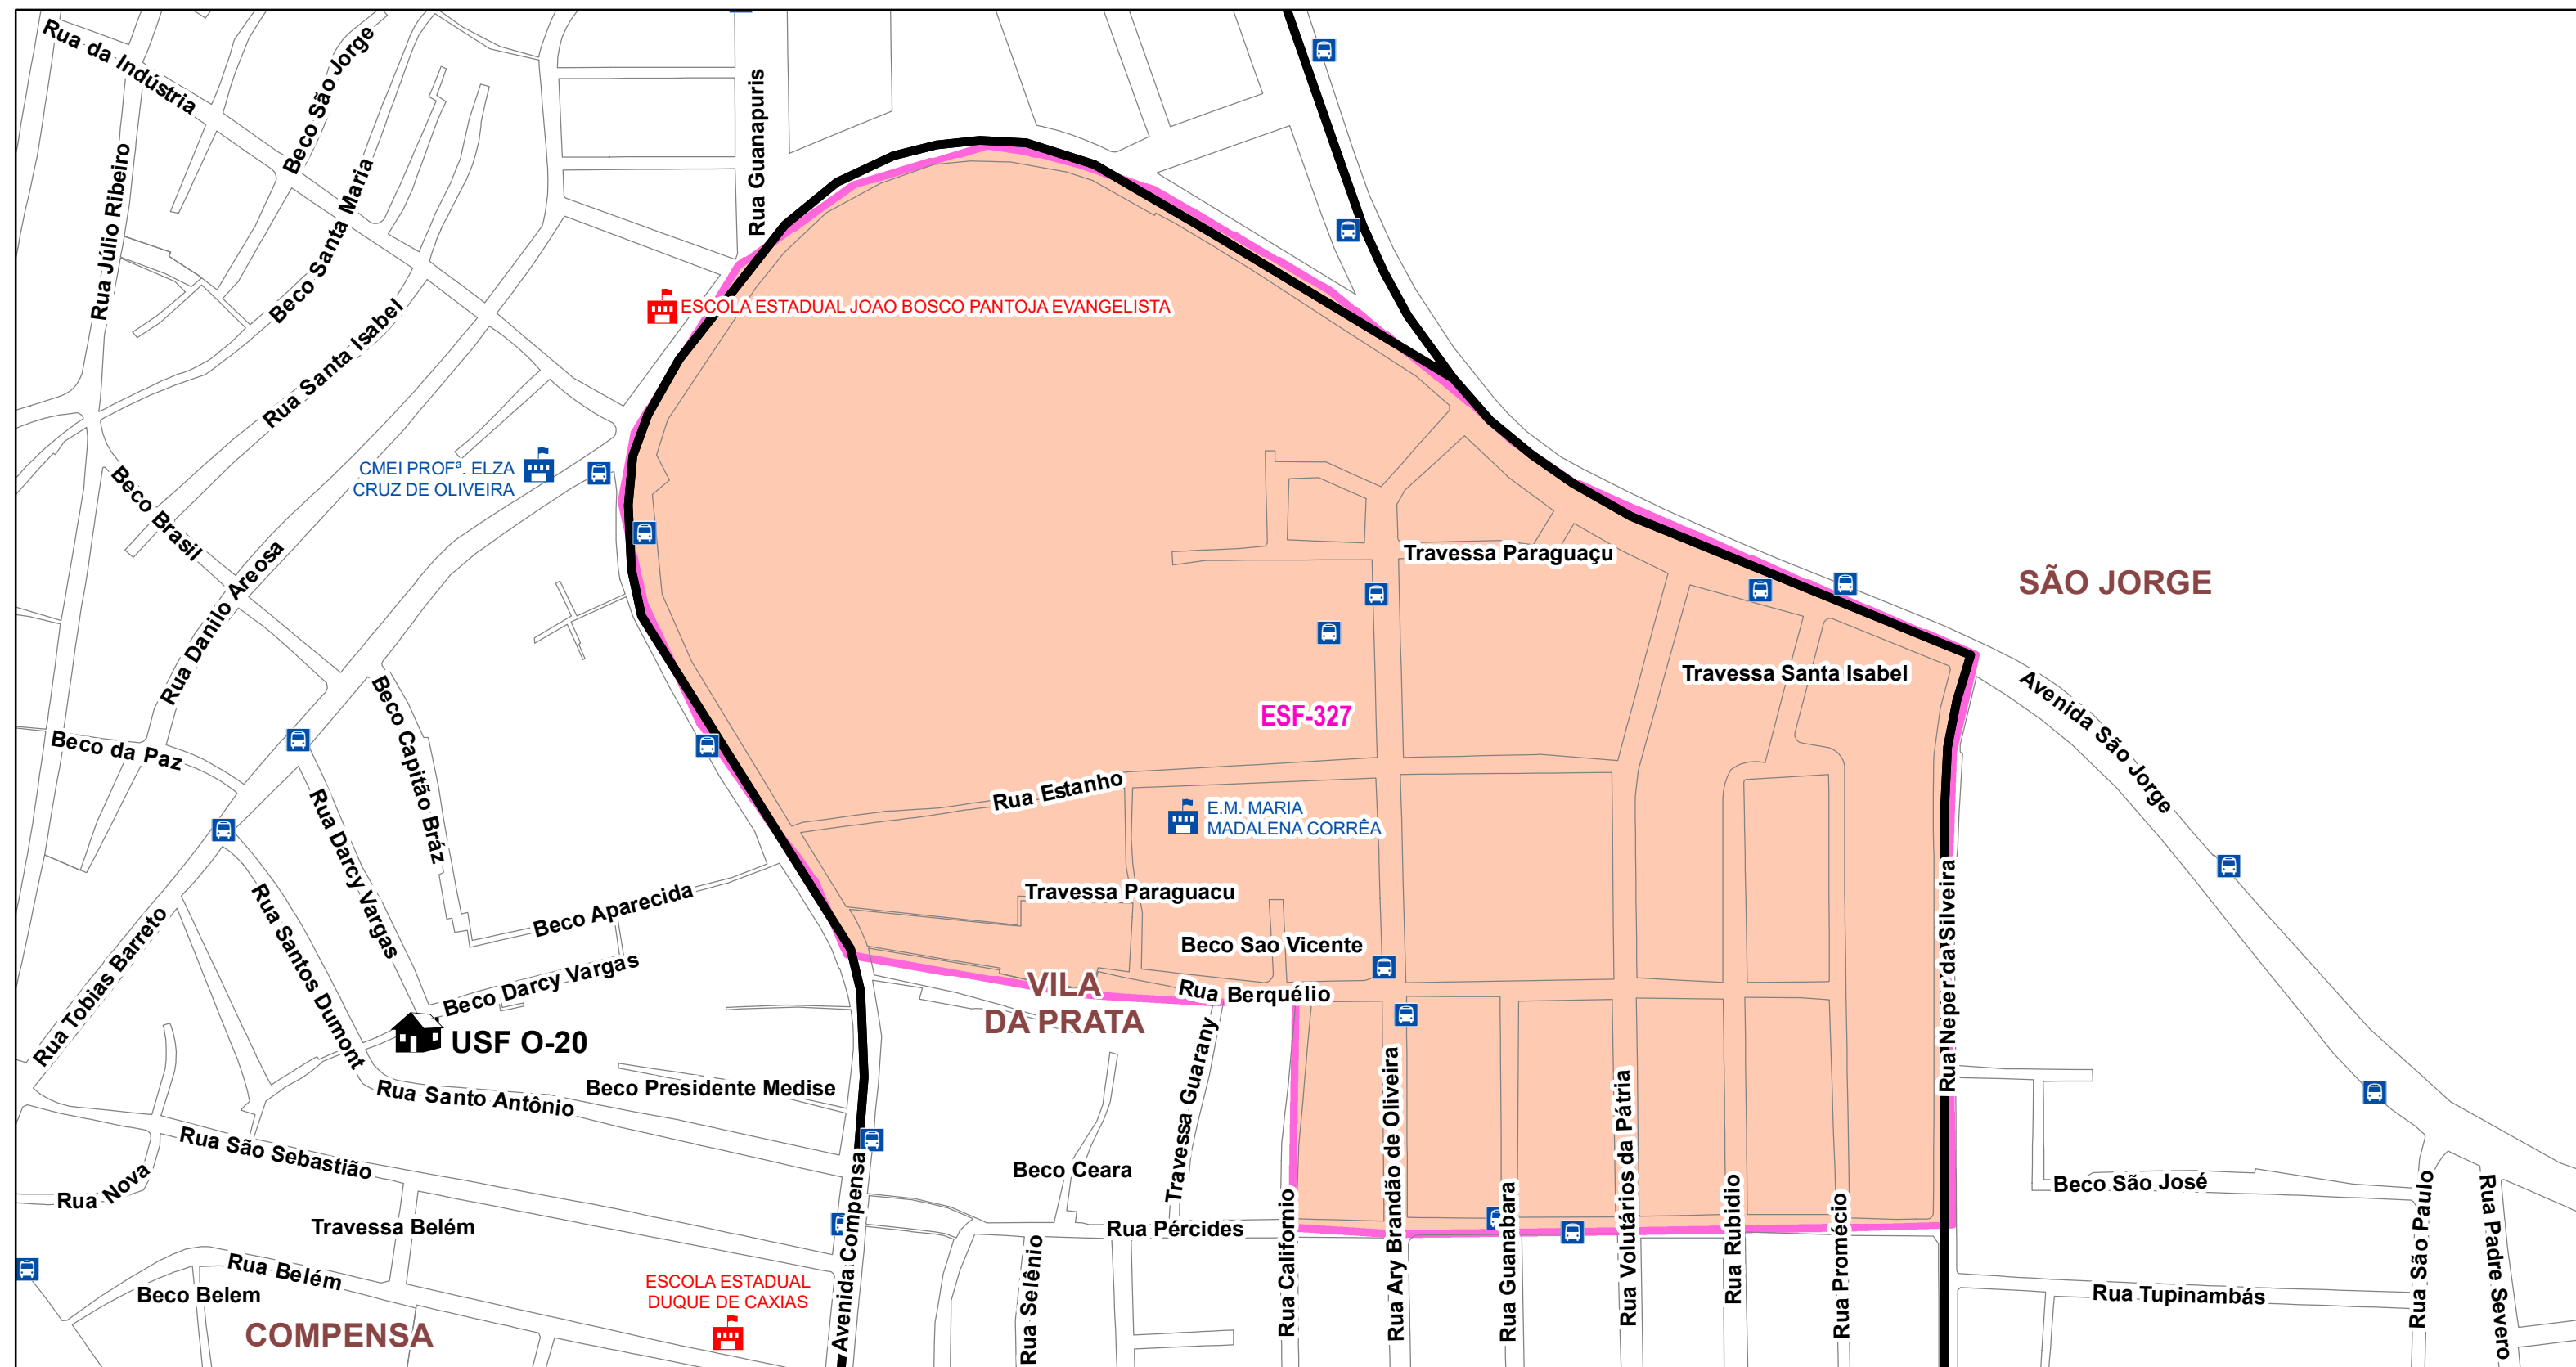 Rua da Indústria
Beco São Jorge
Rua Guanapuris
Rua Júlio Ribeiro
Beco Santa Maria
Rua Santa Isabel
ESCOLA ESTADUAL JOAO BOSCO PANTOJA EVANGELISTA
CMEI PROFª. ELZA
CRUZ DE OLIVEIRA
Beco Brasil
Rua Danilo Areosa
Travessa Paraguaçu
SÃO JORGE
Travessa Santa Isabel
Avenida São Jorge
ESF-327
Beco da Paz
Beco Capitão Bráz
Rua Estanho
E.M. MARIA
MADALENA CORRÊA
Rua Darcy Vargas
Rua Santos Dumont
Beco Aparecida
Travessa Paraguacu
Beco Sao Vicente
Rua Neper da Silveira
Rua Tobias Barreto
Beco Darcy Vargas
VILA
DA PRATA
Rua Berquélio
USF O-20
Beco Presidente Medise
Rua Santo Antônio
Travessa Guarany
Rua São Sebastião
Rua Nova
Beco Ceara
Rua Pércides
Travessa Belém
Rua Belém
Beco Belem
ESCOLA ESTADUAL
DUQUE DE CAXIAS
COMPENSA
Avenida Compensa
Rua Selênio
Rua Californio
Rua Ary Brandão de Oliveira
Rua Guanabara
Rua Volutários da Pátria
Rua Rubidio
Rua Promécio
Beco São José
Rua Tupinambás
Rua São Paulo
Rua Padre Severo